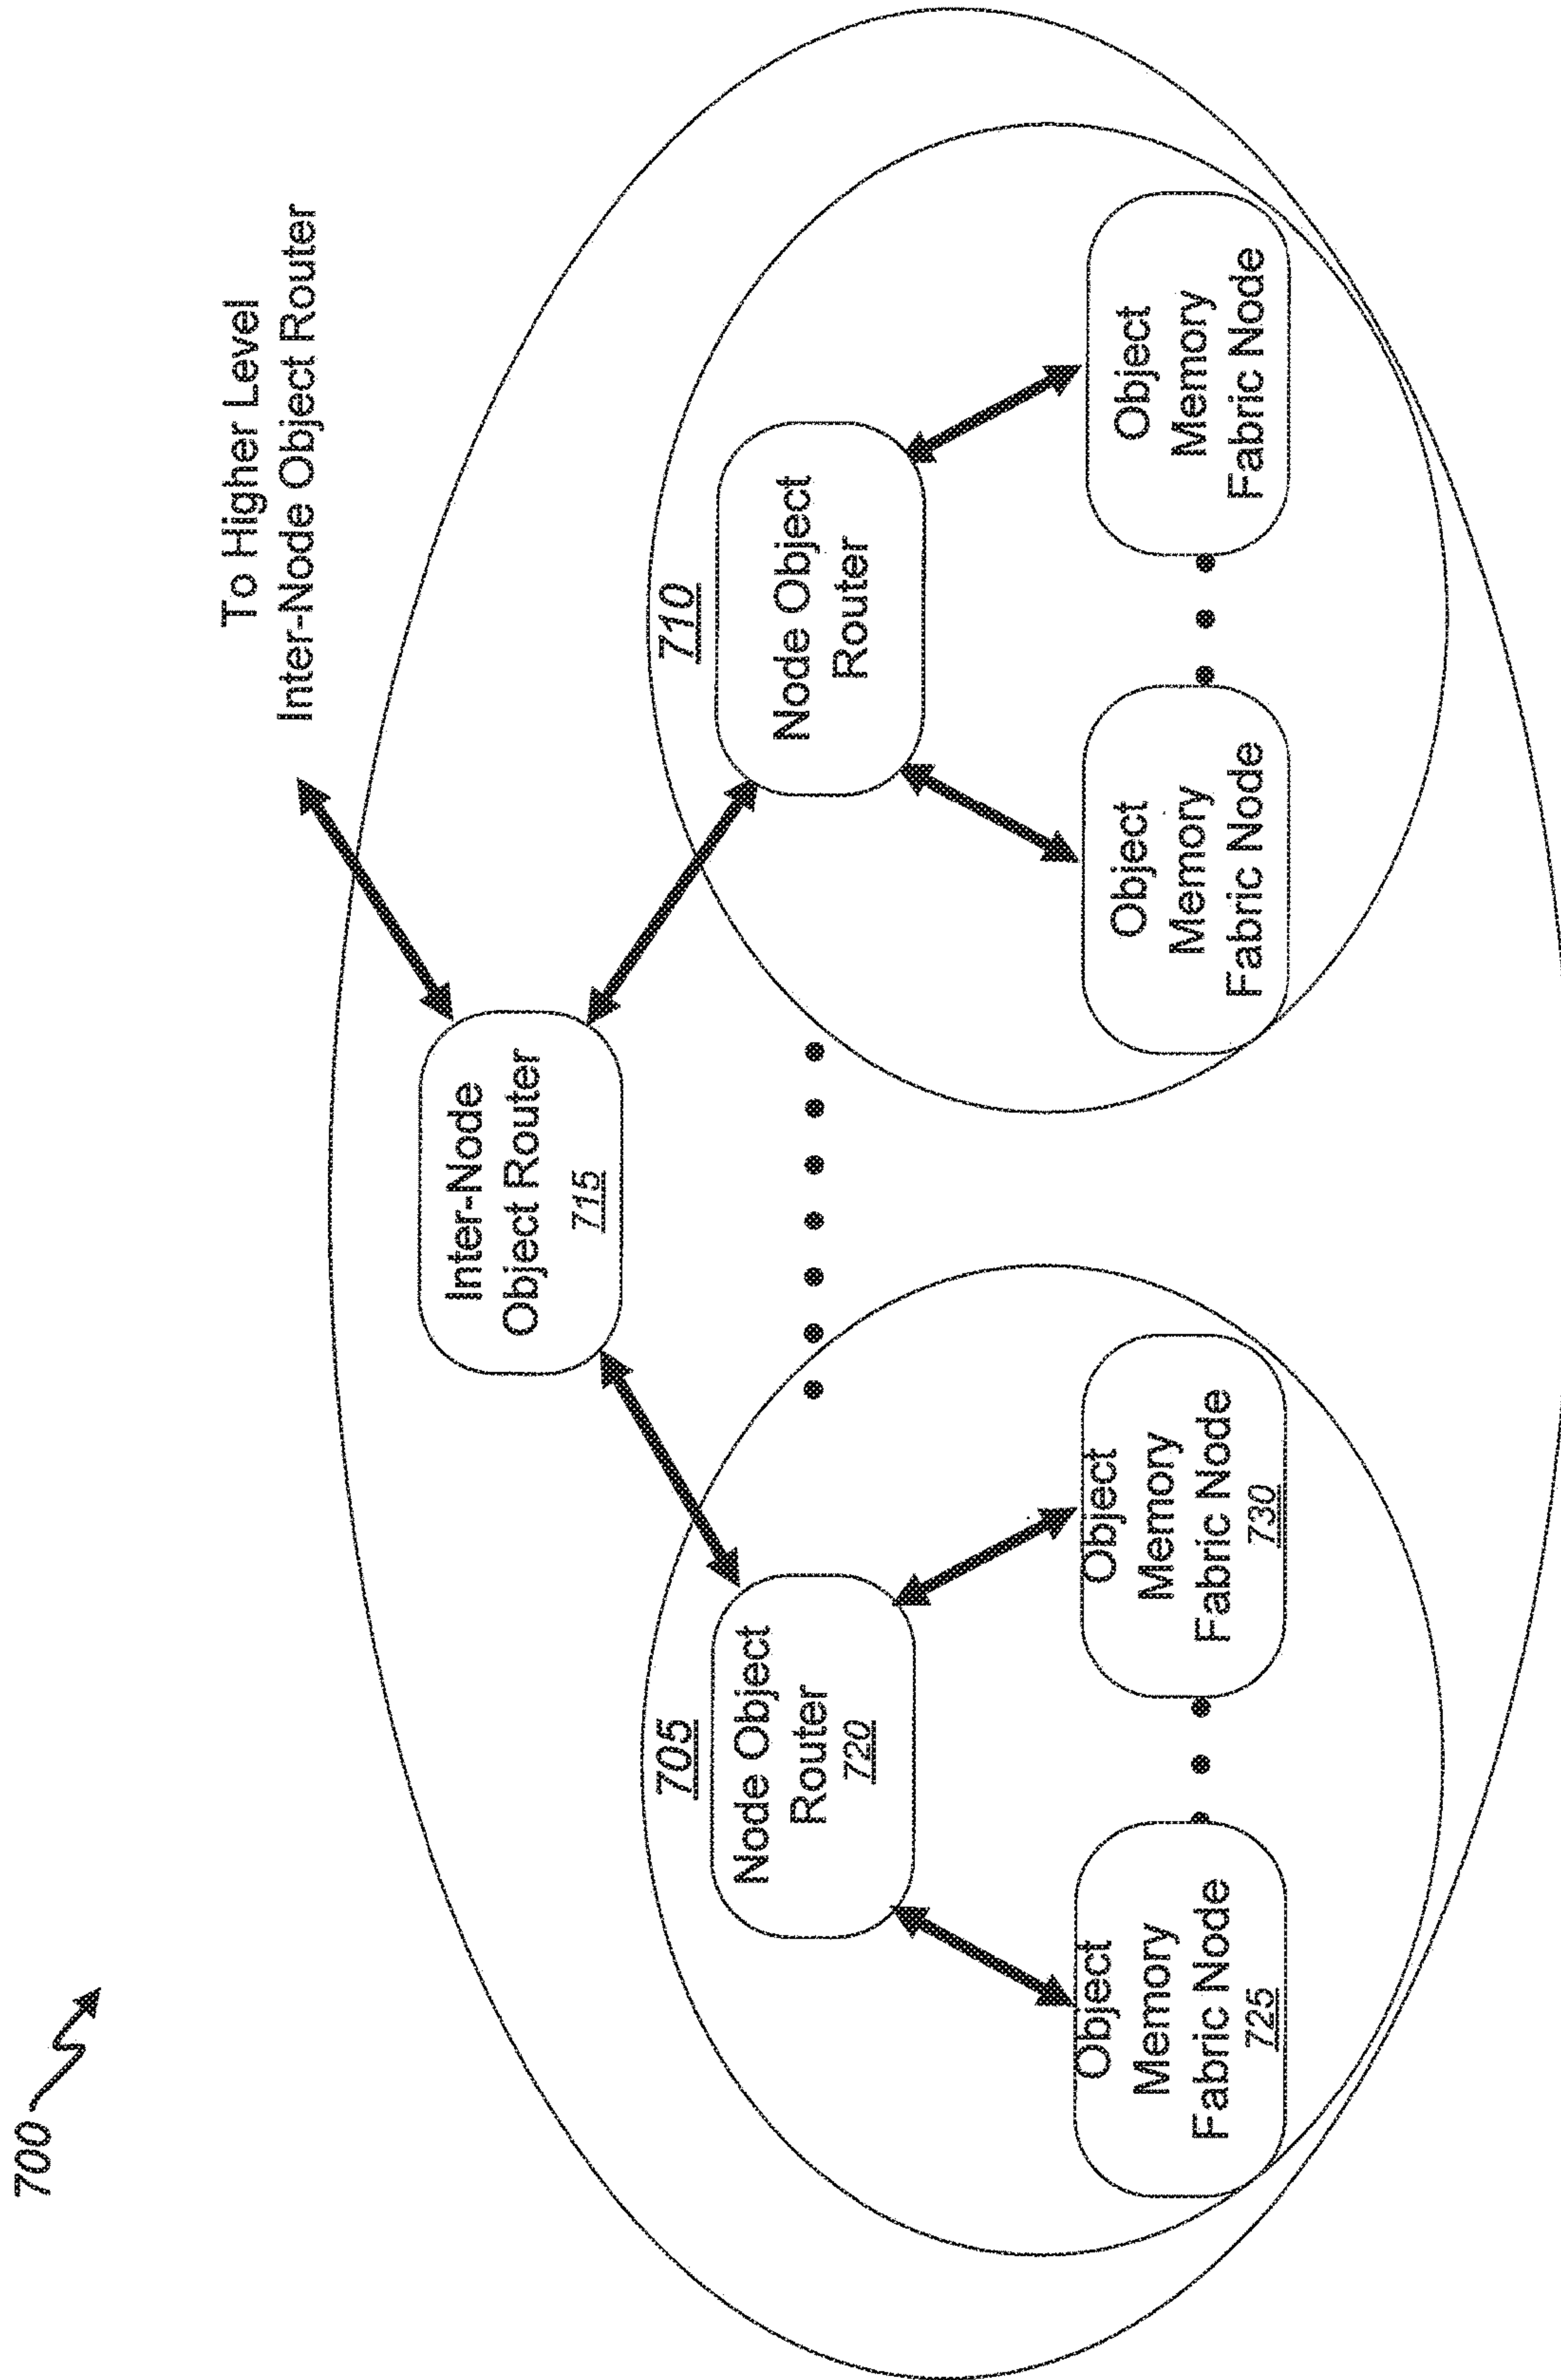 700
To Higher Level
Inter-Node Object Router
Inter-Node
Object Router
715
705
Node Object
Router
720
710
Node Object
Router
Object
Memory
Fabric Node
725
Object
Memory
Fabric Node
730
Object
Memory
Fabric Node
Object
Memory
Fabric Node